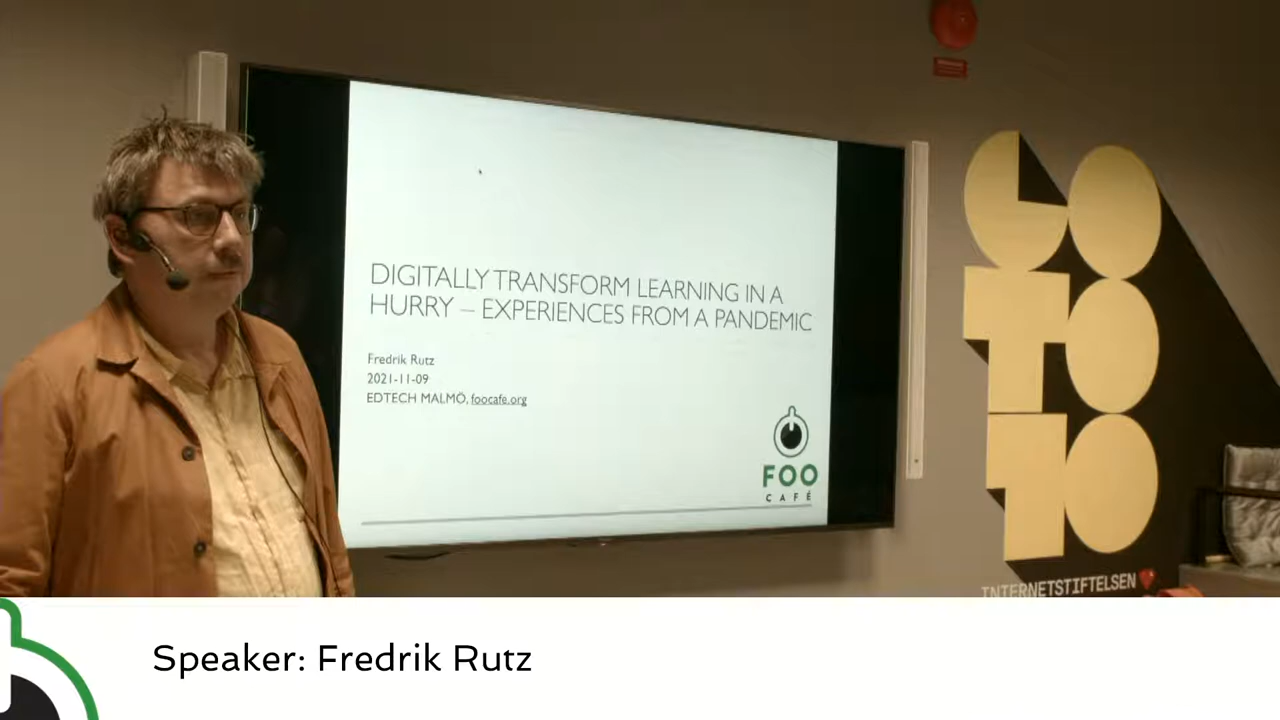 DIGITALLY TRANSFORM LEARNING IN A
HURRY – EXPERIENCES FROM A PANDEMIC
Fredrik Rutz
2021-11-09
EDTECH MALMÖ, foocafe.org
FOO
CAFÉ
INTERNETSTIFTELSEN
Speaker: Fredrik Rutz